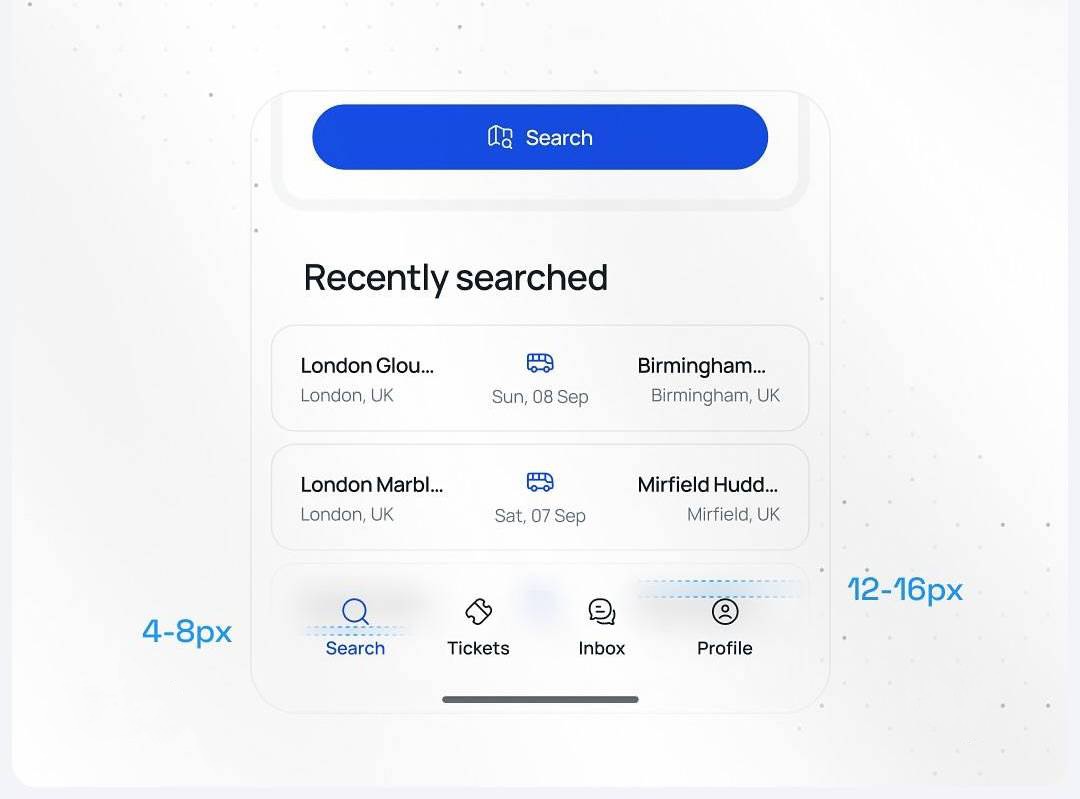 Search
Recently searched
London Glou... Birmingham...
London, UK Sun, 08 Sep Birmingham, UK
London Marbl... Mirfield Hudd...
London, UK Sat, 07 Sep Mirfield, UK
12-16px
4-8px
Search Tickets Inbox Profile